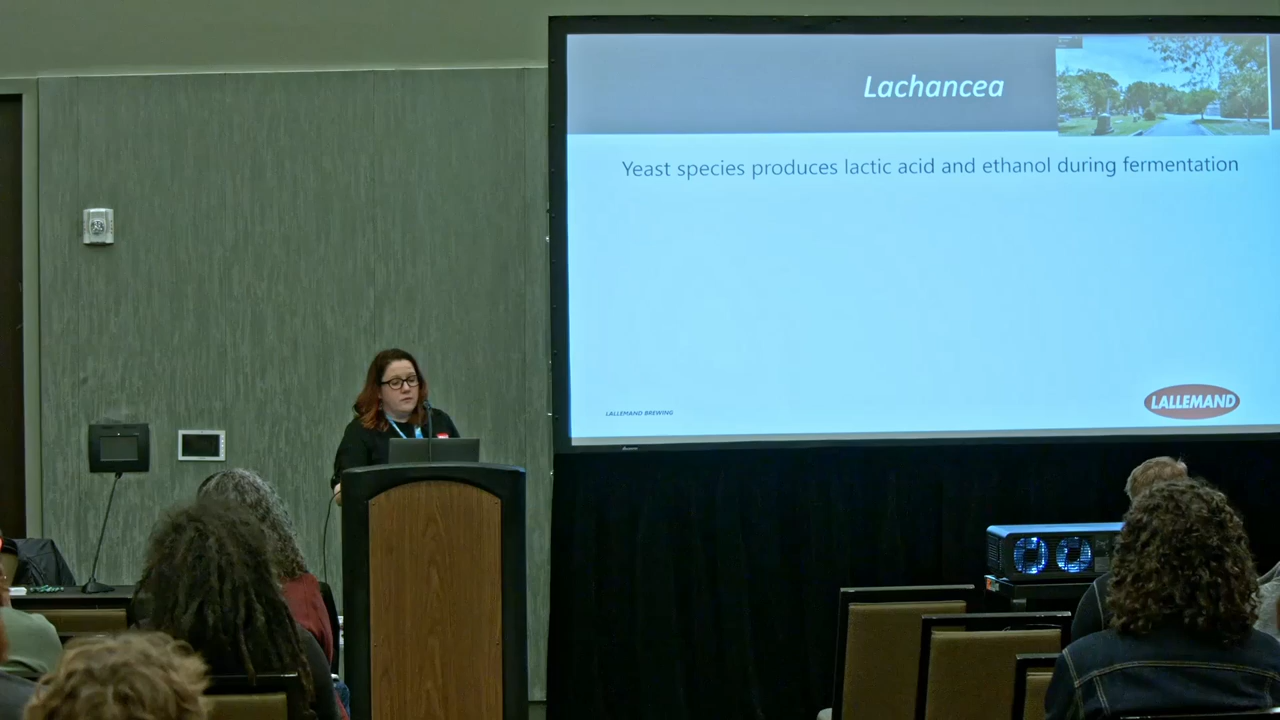 Lachancea
Yeast species produces lactic acid and ethanol during fermentation
LALLEMAND BREWING
LALLEMAND